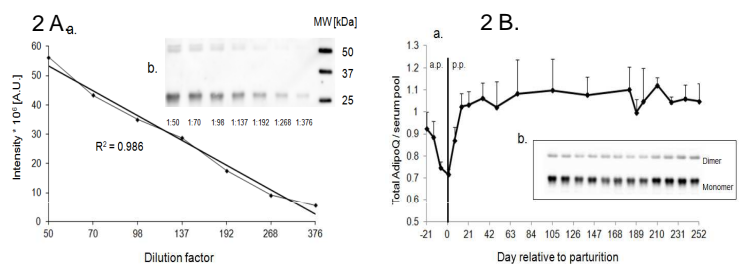 2 A.
a.
Intensity * 10⁶ [A.U.]
60
50
40
30
20
10
0
R² = 0.986
50 70 98 137 192 268 376
Dilution factor
b.
MW [kDa]
50
37
25
1:50 1:70 1:98 1:137 1:192 1:268 1:376
2 B.
a.
Total AdipoQ / serum pool
1.3
1.2
1.1
1
0.9
0.8
0.7
0.6
0.5
a.p. p.p.
-21 0 21 42 63 84 105 126 147 168 189 210 231 252
Day relative to parturition
b.
Dimer
Monomer